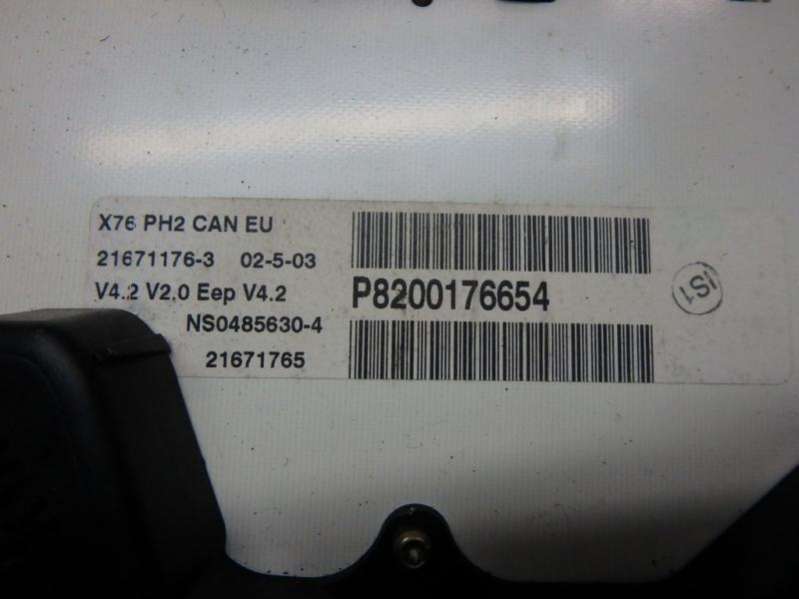 X76 PH2 CAN EU
21671176-3 02-5-03
V4.2 V2.0 Eep V4.2
NS0485630-4
21671765
P8200176654
IS1